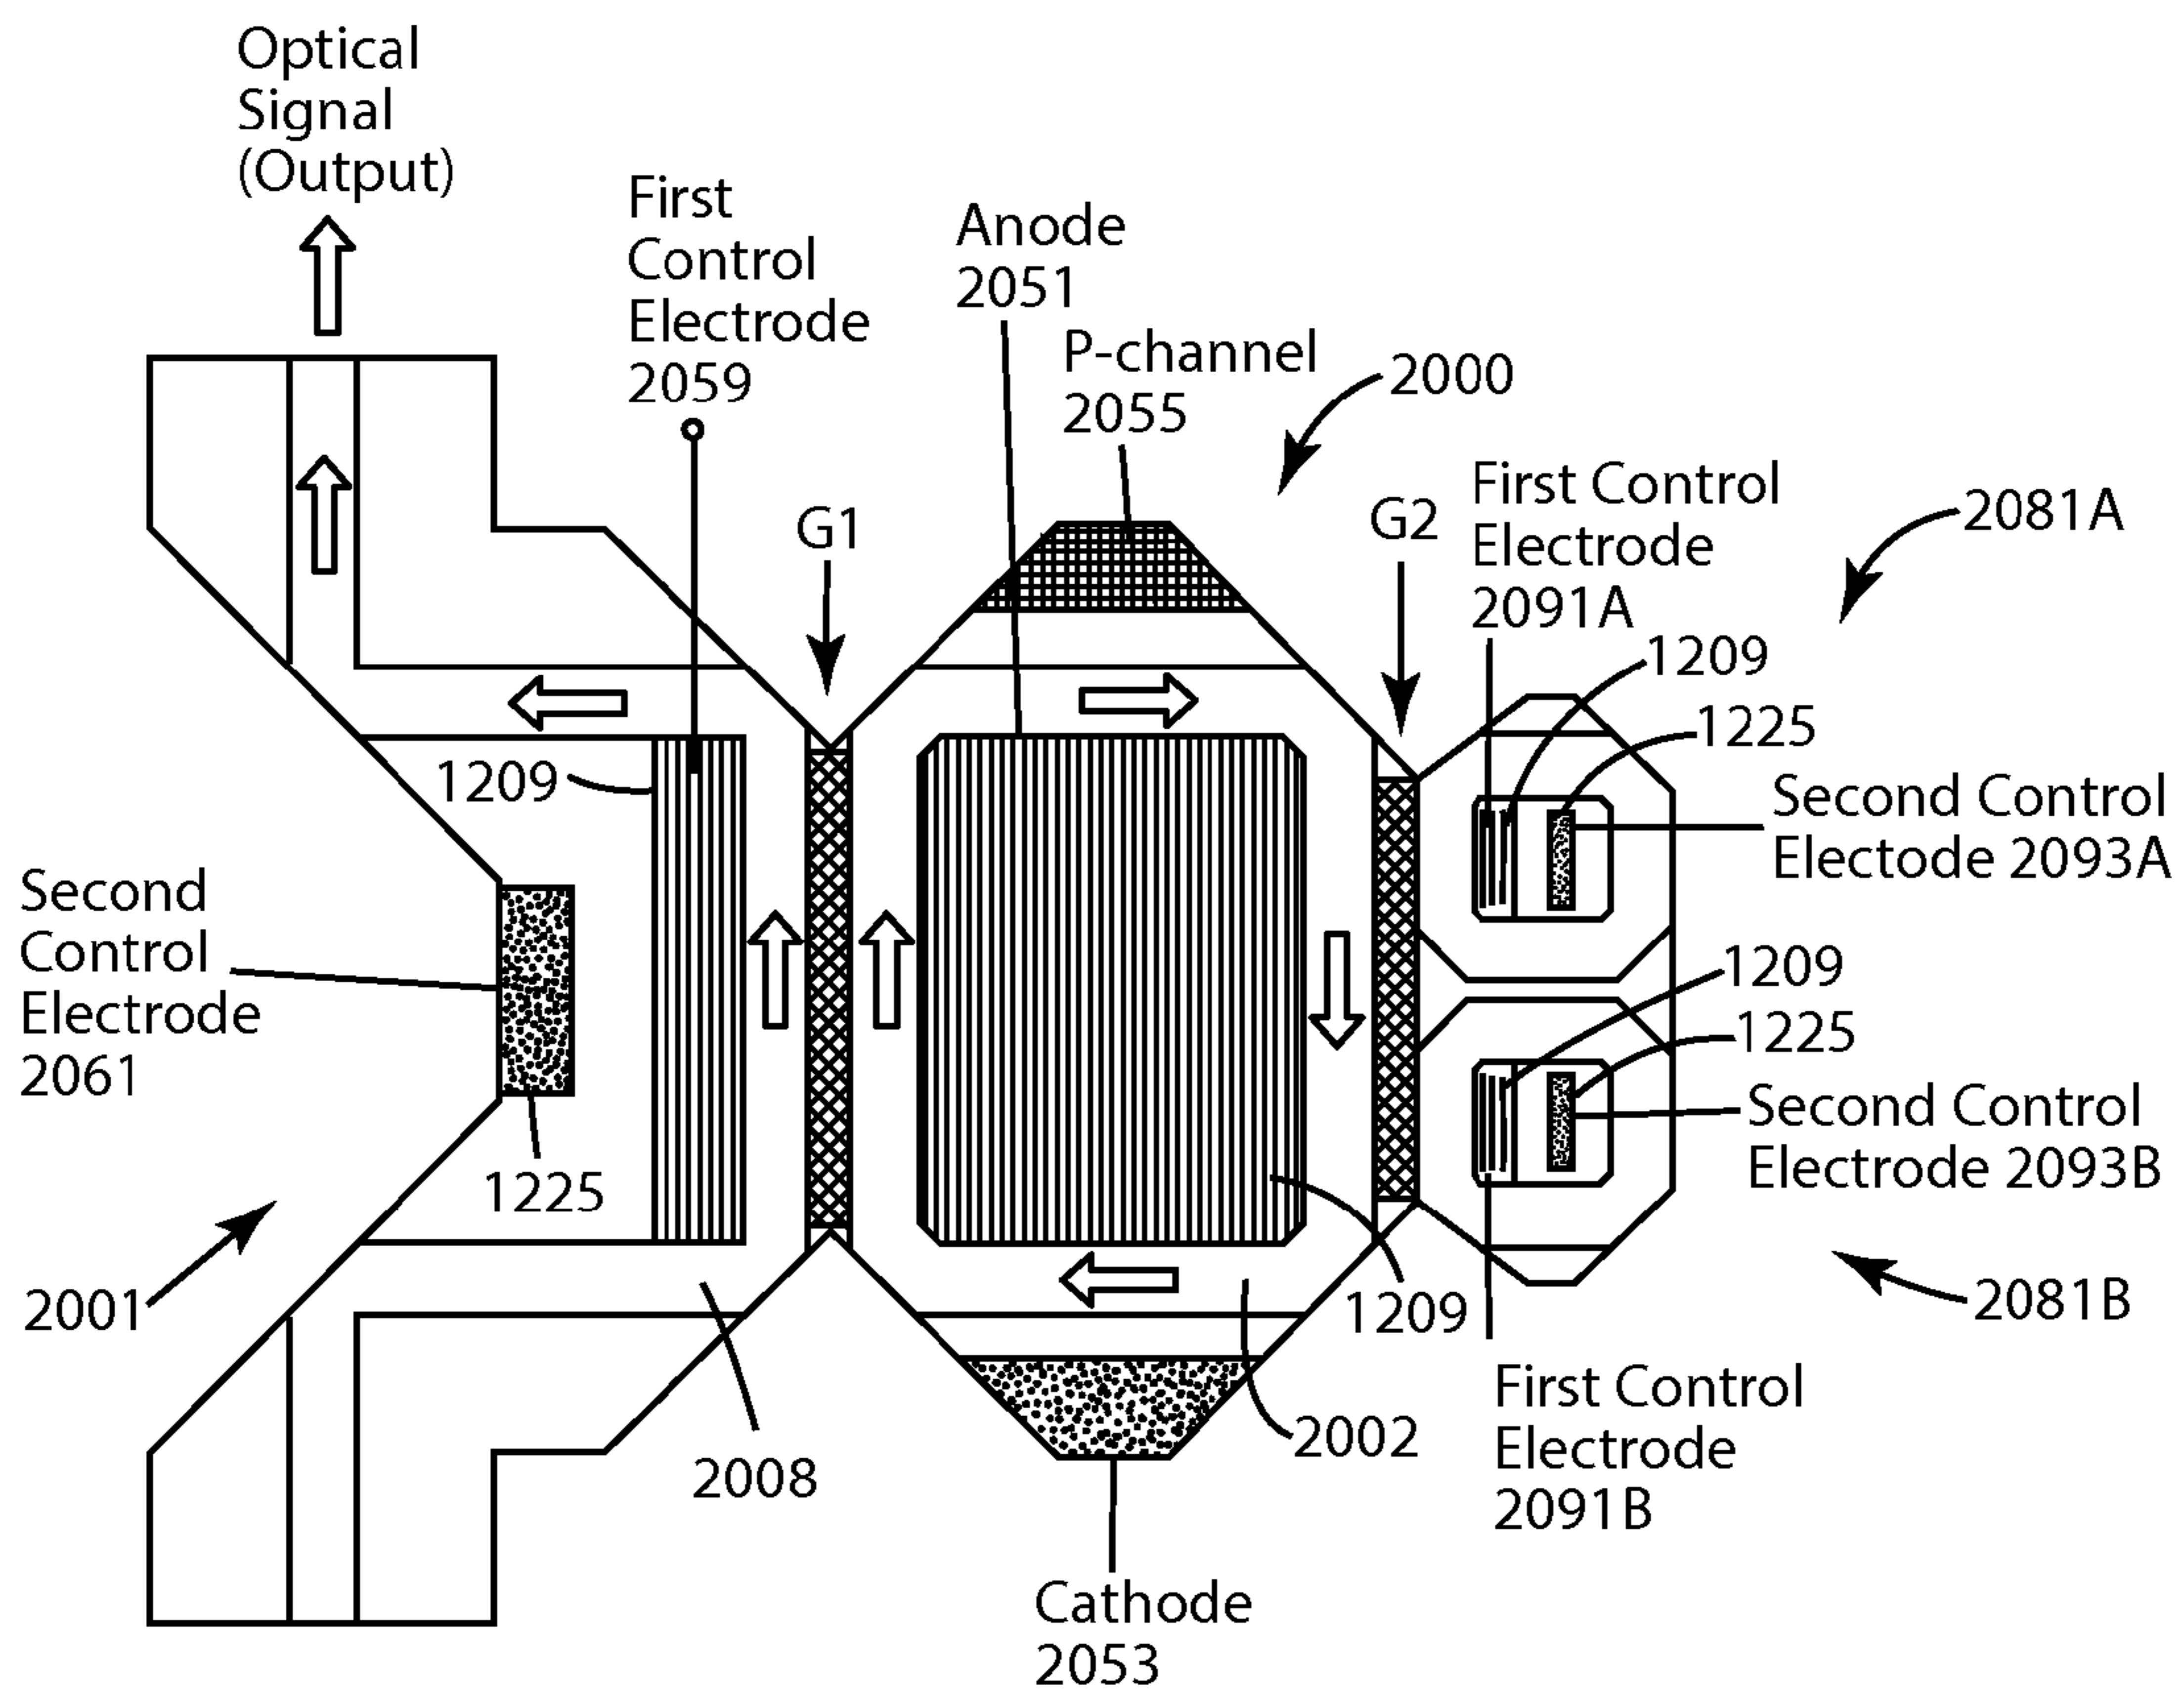 Optical
Signal
(Output)
First
Control
Electrode
2059
Anode
2051
P-channel
2055
2000
G1
G2
First Control
Electrode
2091A
2081A
1209
1225
1209
Second Control
Electode 2093A
Second
Control
Electrode
2061
1209
1225
Second Control
Electrode 2093B
1225
2001
1209
2081B
First Control
Electrode
2091B
2002
2008
Cathode
2053